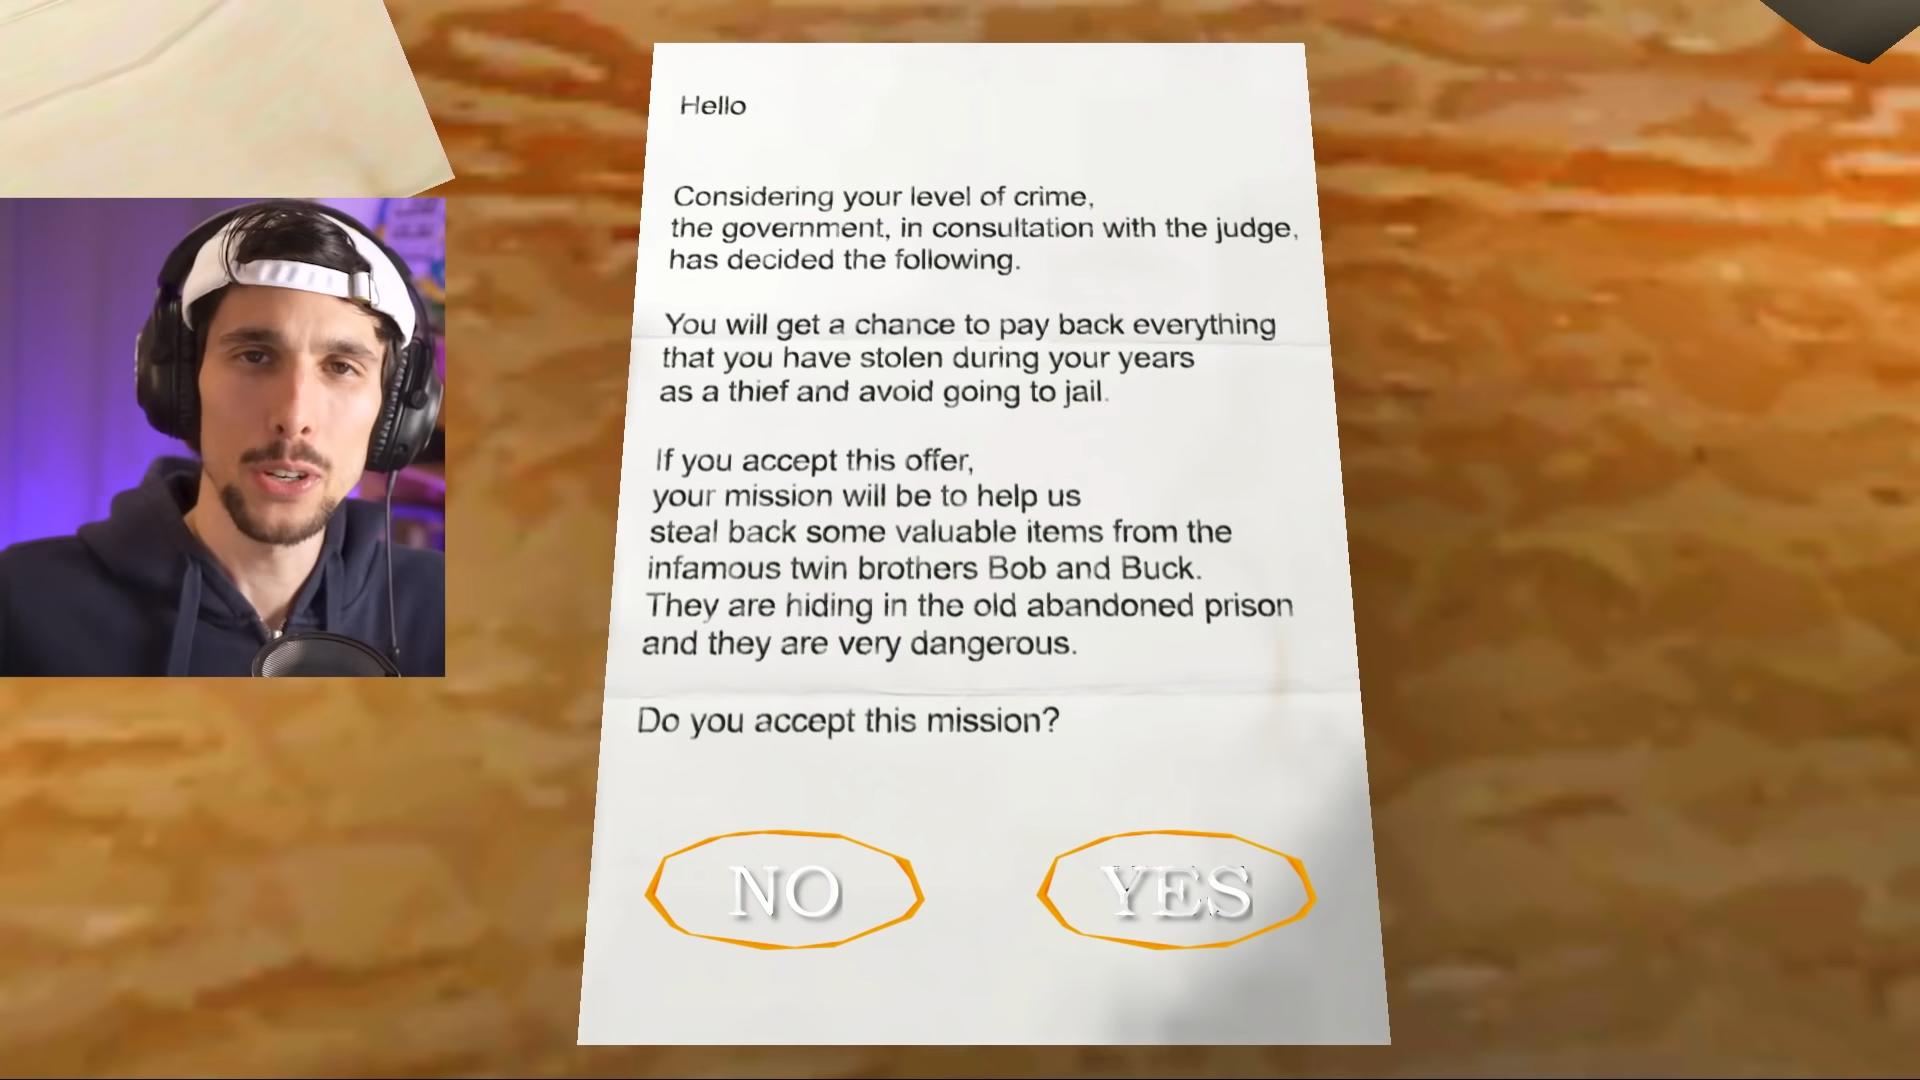 Hello
Considering your level of crime,
the government, in consultation with the judge,
has decided the following.
You will get a chance to pay back everything
that you have stolen during your years
as a thief and avoid going to jail.
If you accept this offer,
your mission will be to help us
steal back some valuable items from the
infamous twin brothers Bob and Buck.
They are hiding in the old abandoned prison
and they are very dangerous.
Do you accept this mission?
NO YES